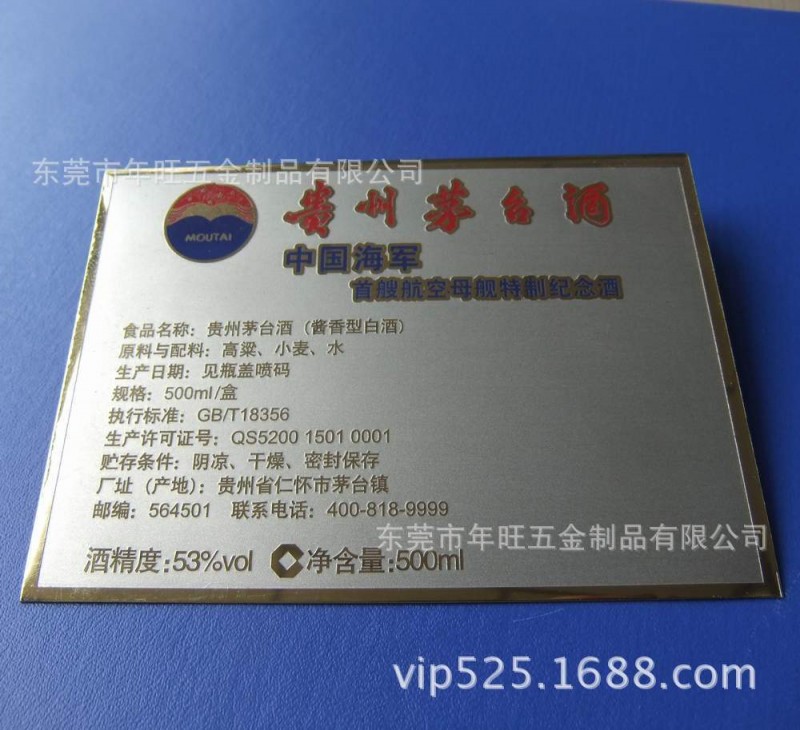 东莞市年旺五金制品有限公司
MOUTAI
贵州茅台酒
中国海军
首艘航空母舰特制纪念酒
食品名称：贵州茅台酒（酱香型白酒）
原料与配料：高粱、小麦、水
生产日期：见瓶盖喷码
规格：500ml/盒
执行标准：GB/T18356
生产许可证号：QS5200 1501 0001
贮存条件：阴凉、干燥、密封保存
厂址（产地）：贵州省仁怀市茅台镇
邮编：564501 联系电话：400-818-9999
东莞市年旺五金制品有限公司
酒精度：53%vol 净含量：500ml
vip525.1688.com